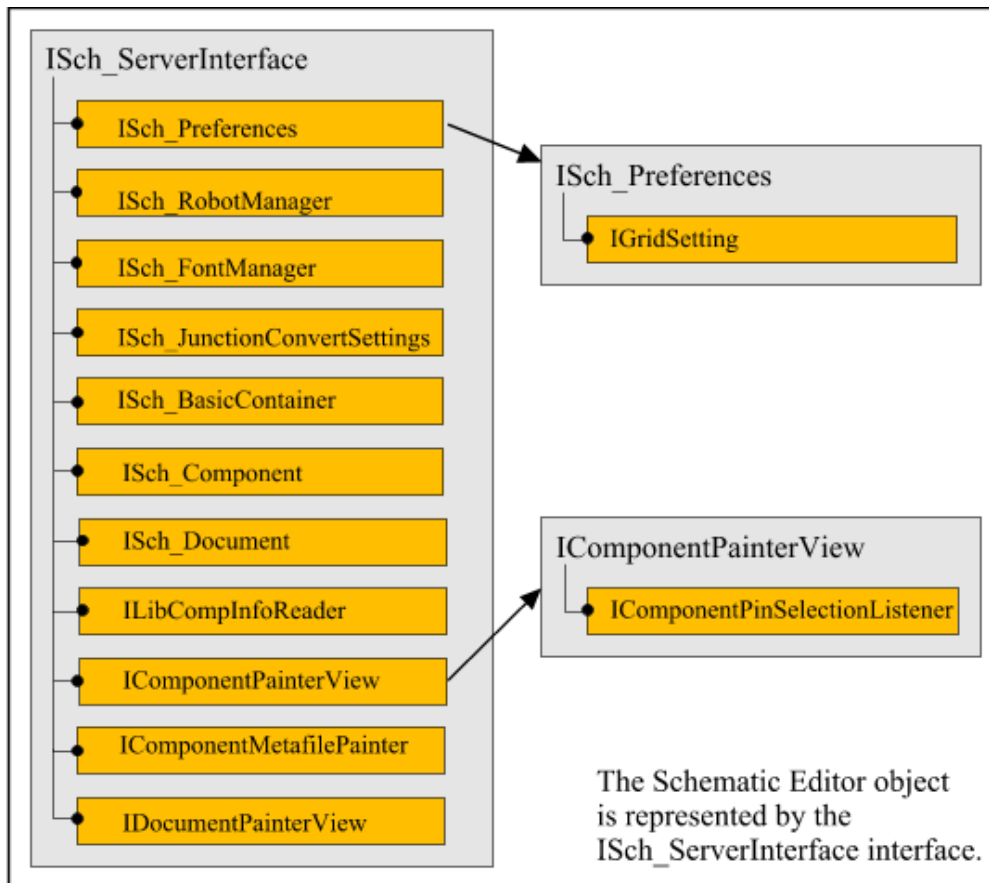 ISch_ServerInterface
ISch_Preferences
ISch_RobotManager
ISch_FontManager
ISch_JunctionConvertSettings
ISch_BasicContainer
ISch_Component
ISch_Document
ILibCompInfoReader
IComponentPainterView
IComponentMetafilePainter
IDocumentPainterView
ISch_Preferences
IGridSetting
IComponentPainterView
IComponentPinSelectionListener
The Schematic Editor object
is represented by the
ISch_ServerInterface interface.